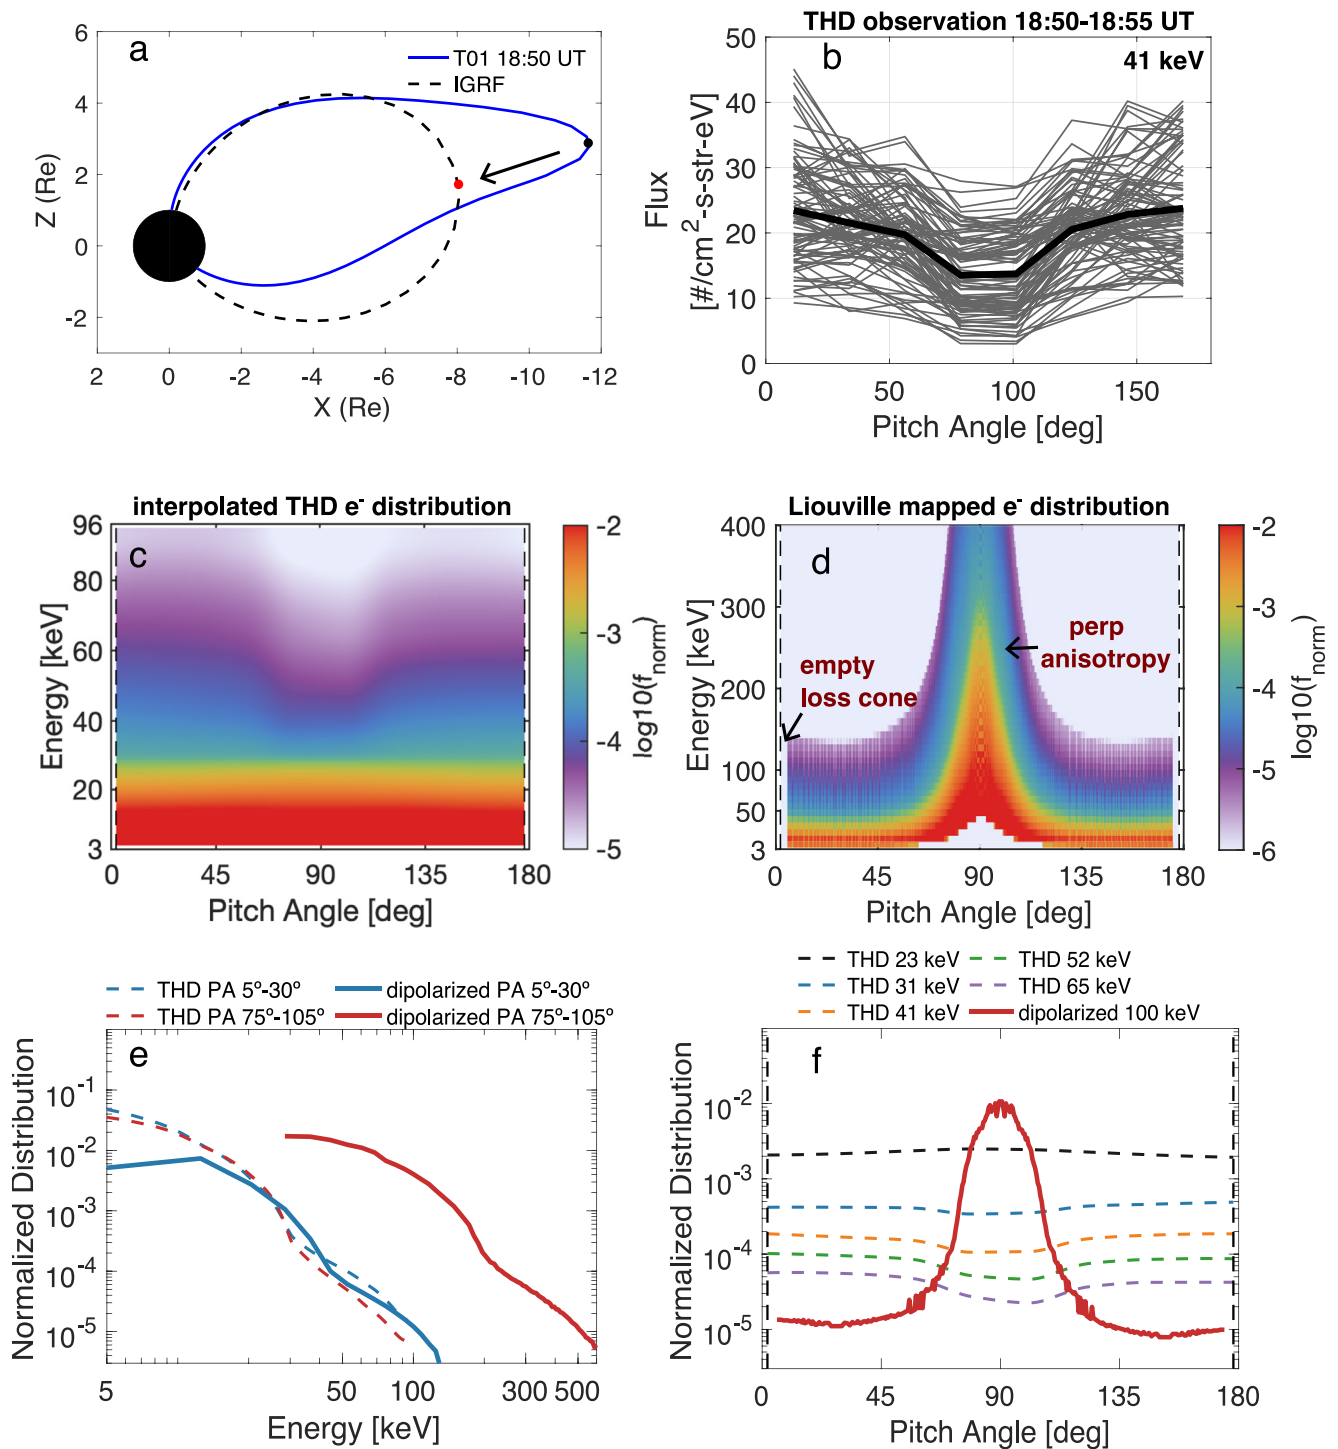 a
T01 18:50 UT
IGRF
6
4
2
0
-2
Z (Re)
2
0
-2
-4
-6
-8
-10
-12
X (Re)
THD observation 18:50-18:55 UT
b
41 keV
50
40
30
20
10
0
Flux
[#/cm²-s-str-eV]
0
50
100
150
Pitch Angle [deg]
interpolated THD e⁻ distribution
c
96
80
60
40
20
3
Energy [keV]
0
45
90
135
180
Pitch Angle [deg]
-2
-3
-4
-5
log10(f_norm)
Liouville mapped e⁻ distribution
d
400
300
200
100
50
3
Energy [keV]
perp
anisotropy
empty
loss cone
0
45
90
135
180
Pitch Angle [deg]
-2
-3
-4
-5
-6
log10(f_norm)
THD PA 5º-30º
THD PA 75º-105º
dipolarized PA 5º-30º
dipolarized PA 75º-105º
e
10⁻¹
10⁻²
10⁻³
10⁻⁴
10⁻⁵
Normalized Distribution
5
50
100
300
500
Energy [keV]
THD 23 keV
THD 31 keV
THD 41 keV
THD 52 keV
THD 65 keV
dipolarized 100 keV
f
10⁻²
10⁻³
10⁻⁴
10⁻⁵
Normalized Distribution
0
45
90
135
180
Pitch Angle [deg]